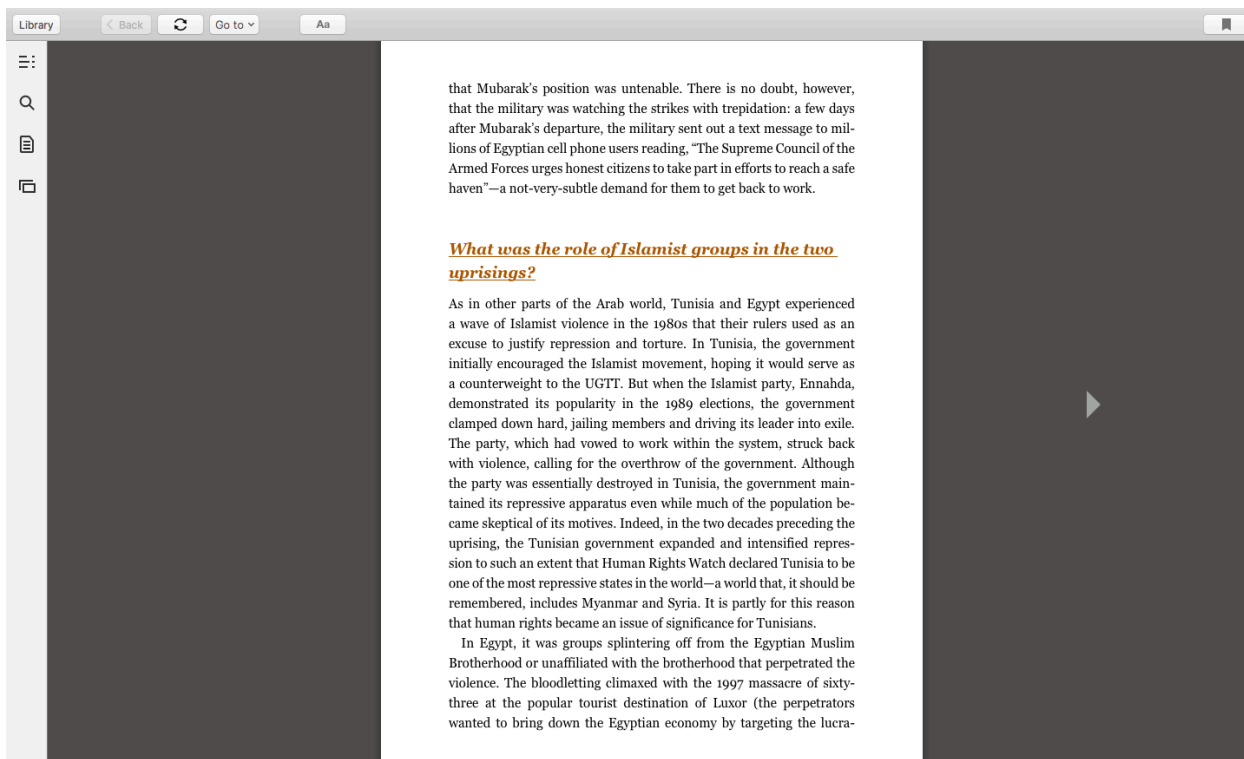 Library
Back
Go to
Aa
that Mubarak’s position was untenable. There is no doubt, however,
that the military was watching the strikes with trepidation: a few days
after Mubarak’s departure, the military sent out a text message to mil-
lions of Egyptian cell phone users reading, “The Supreme Council of the
Armed Forces urges honest citizens to take part in efforts to reach a safe
haven”—a not-very-subtle demand for them to get back to work.
What was the role of Islamist groups in the two
uprisings?
As in other parts of the Arab world, Tunisia and Egypt experienced
a wave of Islamist violence in the 1980s that their rulers used as an
excuse to justify repression and torture. In Tunisia, the government
initially encouraged the Islamist movement, hoping it would serve as
a counterweight to the UGTT. But when the Islamist party, Ennahda,
demonstrated its popularity in the 1989 elections, the government
clamped down hard, jailing members and driving its leader into exile.
The party, which had vowed to work within the system, struck back
with violence, calling for the overthrow of the government. Although
the party was essentially destroyed in Tunisia, the government main-
tained its repressive apparatus even while much of the population be-
came skeptical of its motives. Indeed, in the two decades preceding the
uprising, the Tunisian government expanded and intensified repres-
sion to such an extent that Human Rights Watch declared Tunisia to be
one of the most repressive states in the world—a world that, it should be
remembered, includes Myanmar and Syria. It is partly for this reason
that human rights became an issue of significance for Tunisians.
In Egypt, it was groups splintering off from the Egyptian Muslim
Brotherhood or unaffiliated with the brotherhood that perpetrated the
violence. The bloodletting climaxed with the 1997 massacre of sixty-
three at the popular tourist destination of Luxor (the perpetrators
wanted to bring down the Egyptian economy by targeting the lucra-